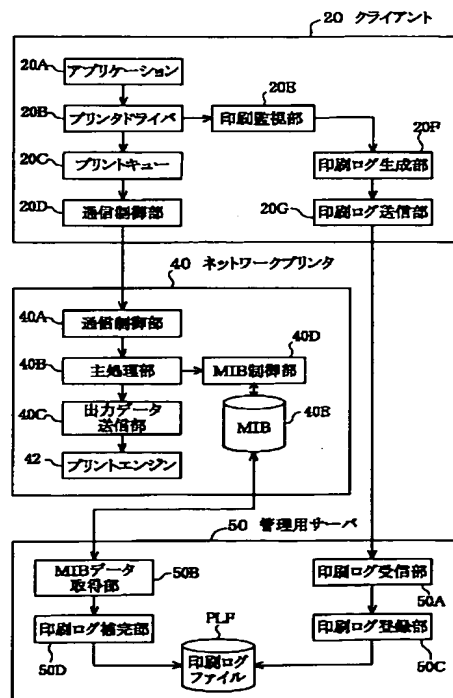 20 クライアント
20A アプリケーション
20B プリンタドライバ
20E 印刷監視部
20C プリントキュー
20F 印刷ログ生成部
20D 通信制御部
20G 印刷ログ送信部
40 ネットワークプリンタ
40A 通信制御部
40B 主処理部
40D MIB制御部
40C 出力データ
送信部
MIB 40E
42 プリントエンジン
50 管理用サーバ
MIBデータ
取得部 50B
印刷ログ受信部
50A
印刷ログ補完部
50D
PLF
印刷ログ
ファイル
印刷ログ登録部
50C